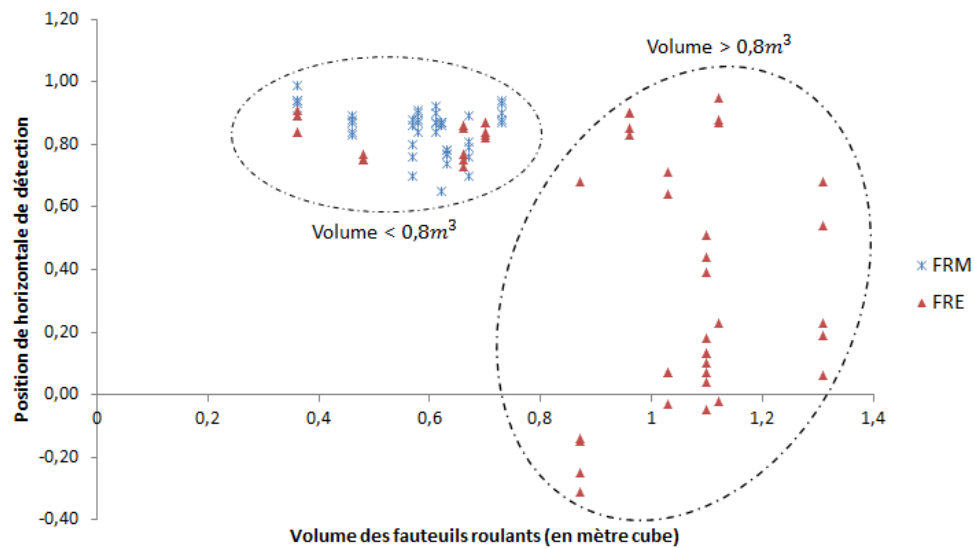 1,20
1,00
0,80
0,60
0,40
0,20
0,00
-0,20
-0,40
0
0,2
0,4
0,6
0,8
1
1,2
1,4
Position de horizontale de détection
Volume des fauteuils roulants (en mètre cube)
Volume < 0,8m³
Volume > 0,8m³
FRM
FRE